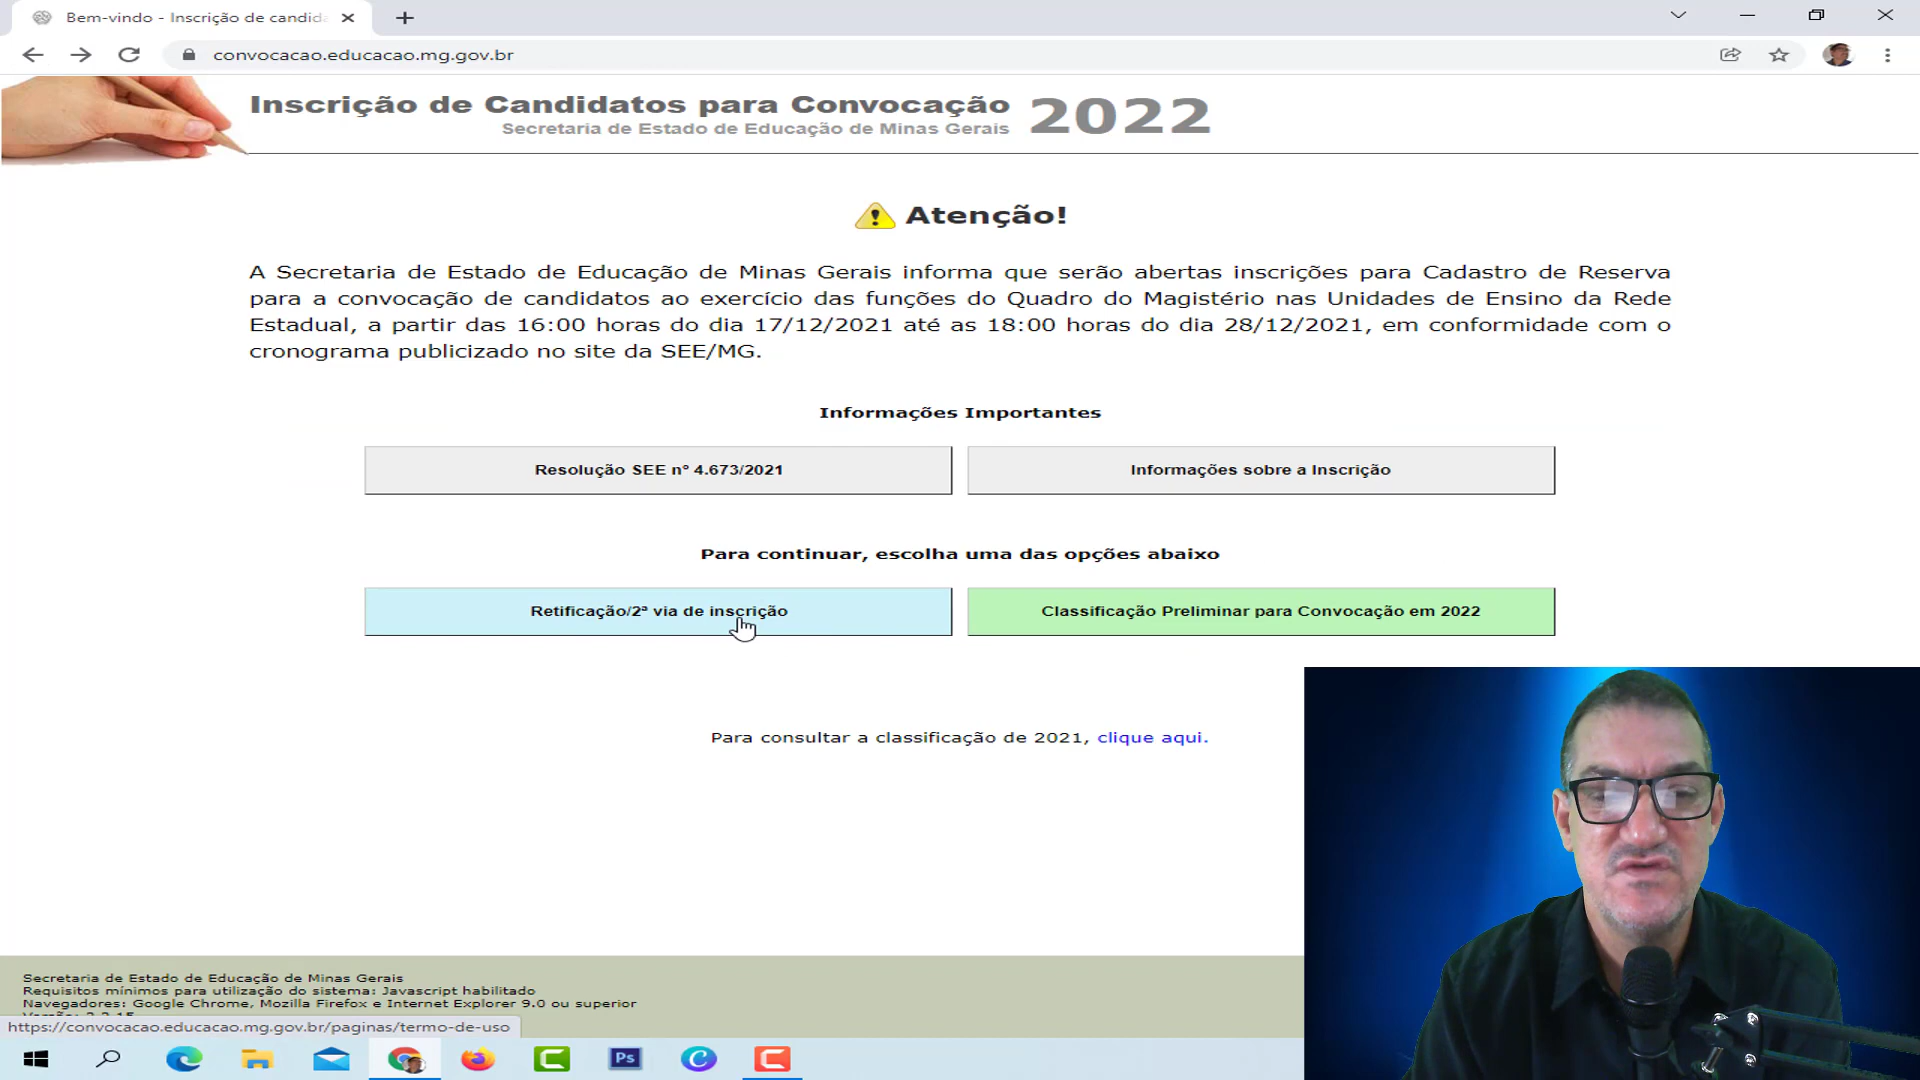 Bem-vindo - Inscrição de candid
convocacao.educacao.mg.gov.br
Inscrição de Candidatos para Convocação 2022
Secretaria de Estado de Educação de Minas Gerais
Atenção!
A Secretaria de Estado de Educação de Minas Gerais informa que serão abertas inscrições para Cadastro de Reserva
para a convocação de candidatos ao exercício das funções do Quadro do Magistério nas Unidades de Ensino da Rede
Estadual, a partir das 16:00 horas do dia 17/12/2021 até as 18:00 horas do dia 28/12/2021, em conformidade com o
cronograma publicizado no site da SEE/MG.
Informações Importantes
Resolução SEE nº 4.673/2021
Informações sobre a Inscrição
Para continuar, escolha uma das opções abaixo
Retificação/2ª via de inscrição
Classificação Preliminar para Convocação em 2022
Para consultar a classificação de 2021, clique aqui.
Secretaria de Estado de Educação de Minas Gerais
Requisitos mínimos para utilização do sistema: Javascript habilitado
Navegadores: Google Chrome, Mozilla Firefox e Internet Explorer 9.0 ou superior
https://convocacao.educacao.mg.gov.br/paginas/termo-de-uso
Ps